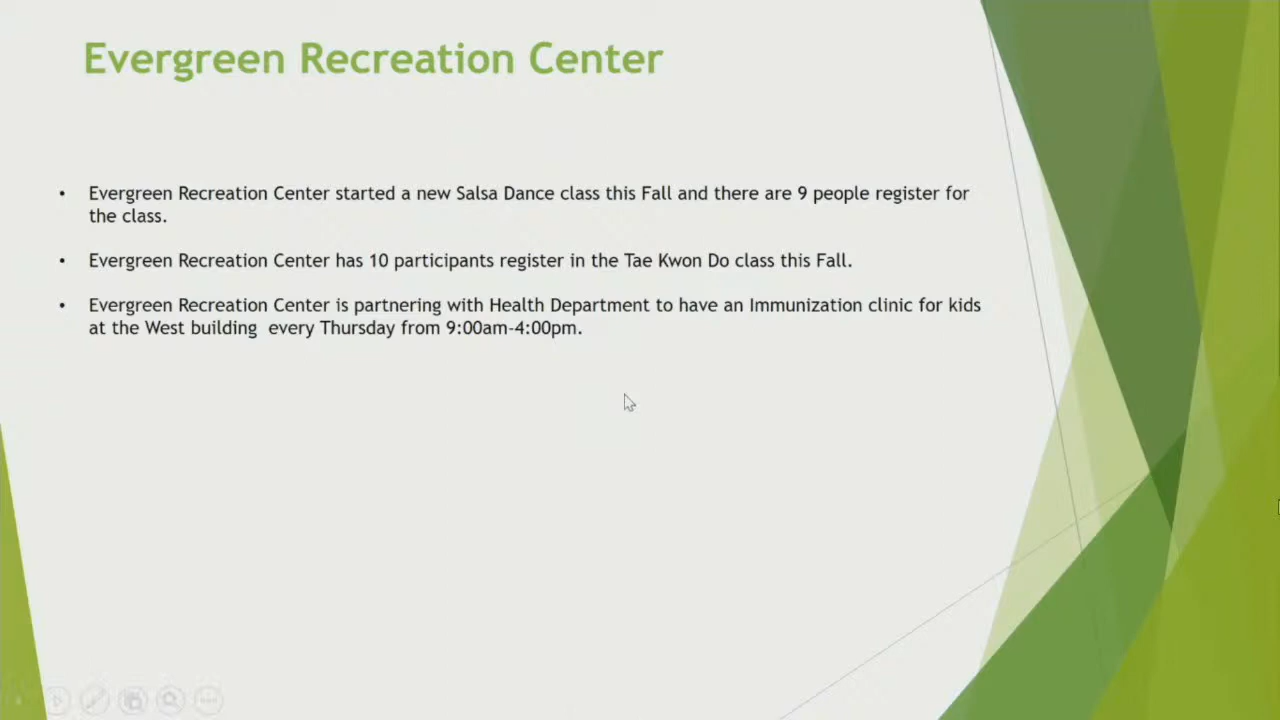 Evergreen Recreation Center
• Evergreen Recreation Center started a new Salsa Dance class this Fall and there are 9 people register for
the class.
• Evergreen Recreation Center has 10 participants register in the Tae Kwon Do class this Fall.
• Evergreen Recreation Center is partnering with Health Department to have an Immunization clinic for kids
at the West building  every Thursday from 9:00am-4:00pm.